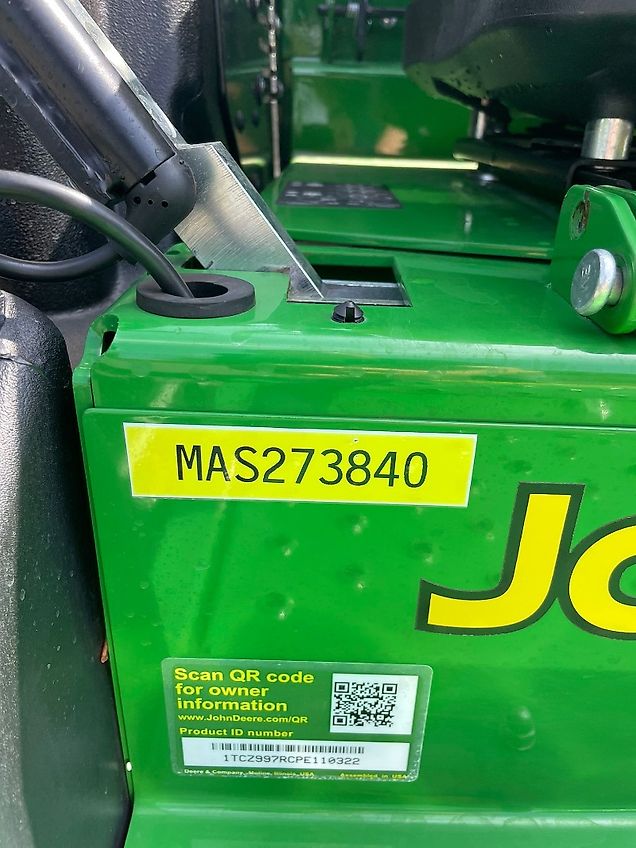 MAS273840
Jo
Scan QR code
for owner
information
www.JohnDeere.com/QR
Product ID number
1TCZ997RCPE110322
Deere & Company, Moline, Illinois, USA Assembled in USA